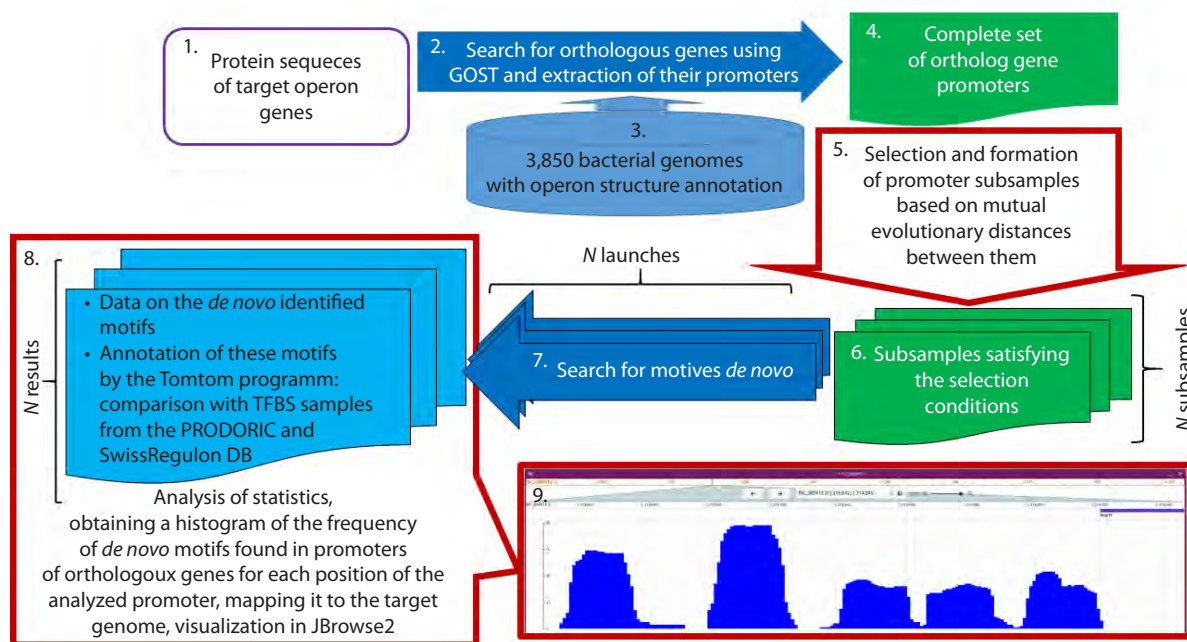 1.
Protein sequeces
of target operon
genes
2. Search for orthologous genes using
GOST and extraction of their promoters
3.
3,850 bacterial genomes
with operon structure annotation
4.
Complete set
of ortholog gene
promoters
5. Selection and formation
of promoter subsamples
based on mutual
evolutionary distances
between them
6. Subsamples satisfying
the selection
conditions
N subsamples
N launches
7. Search for motives de novo
8.
N results
• Data on the de novo identified
motifs
• Annotation of these motifs
by the Tomtom programm:
comparison with TFBS samples
from the PRODORIC and
SwissRegulon DB
Analysis of statistics,
obtaining a histogram of the frequency
of de novo motifs found in promoters
of orthologoux genes for each position of the
analyzed promoter, mapping it to the target
genome, visualization in JBrowse2
9.